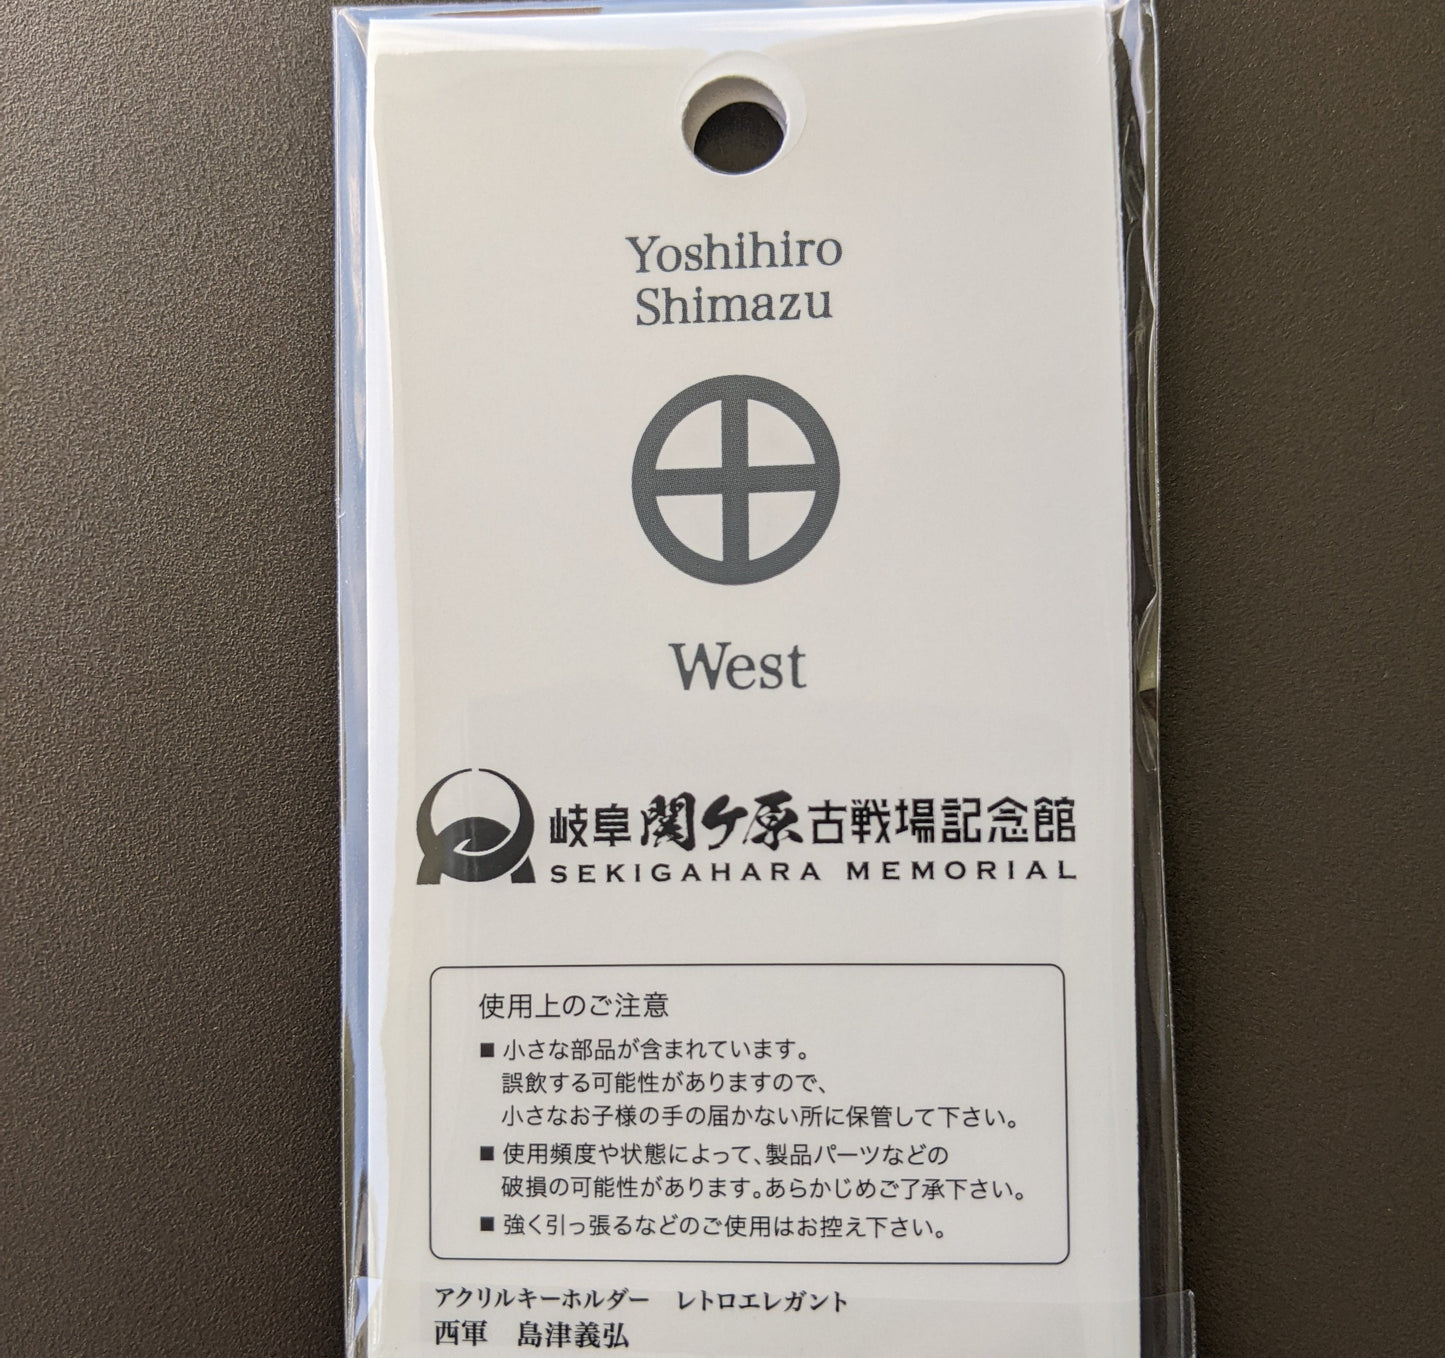 Yoshihiro
Shimazu
West
岐阜関ケ原古戦場記念館
SEKIGAHARA MEMORIAL
使用上のご注意
■ 小さな部品が含まれています。
誤飲する可能性がありますので、
小さなお子様の手の届かない所に保管して下さい。
■ 使用頻度や状態によって、製品パーツなどの
破損の可能性があります。あらかじめご了承下さい。
■ 強く引っ張るなどのご使用はお控え下さい。
アクリルキーホルダー　レトロエレガント
西軍　島津義弘